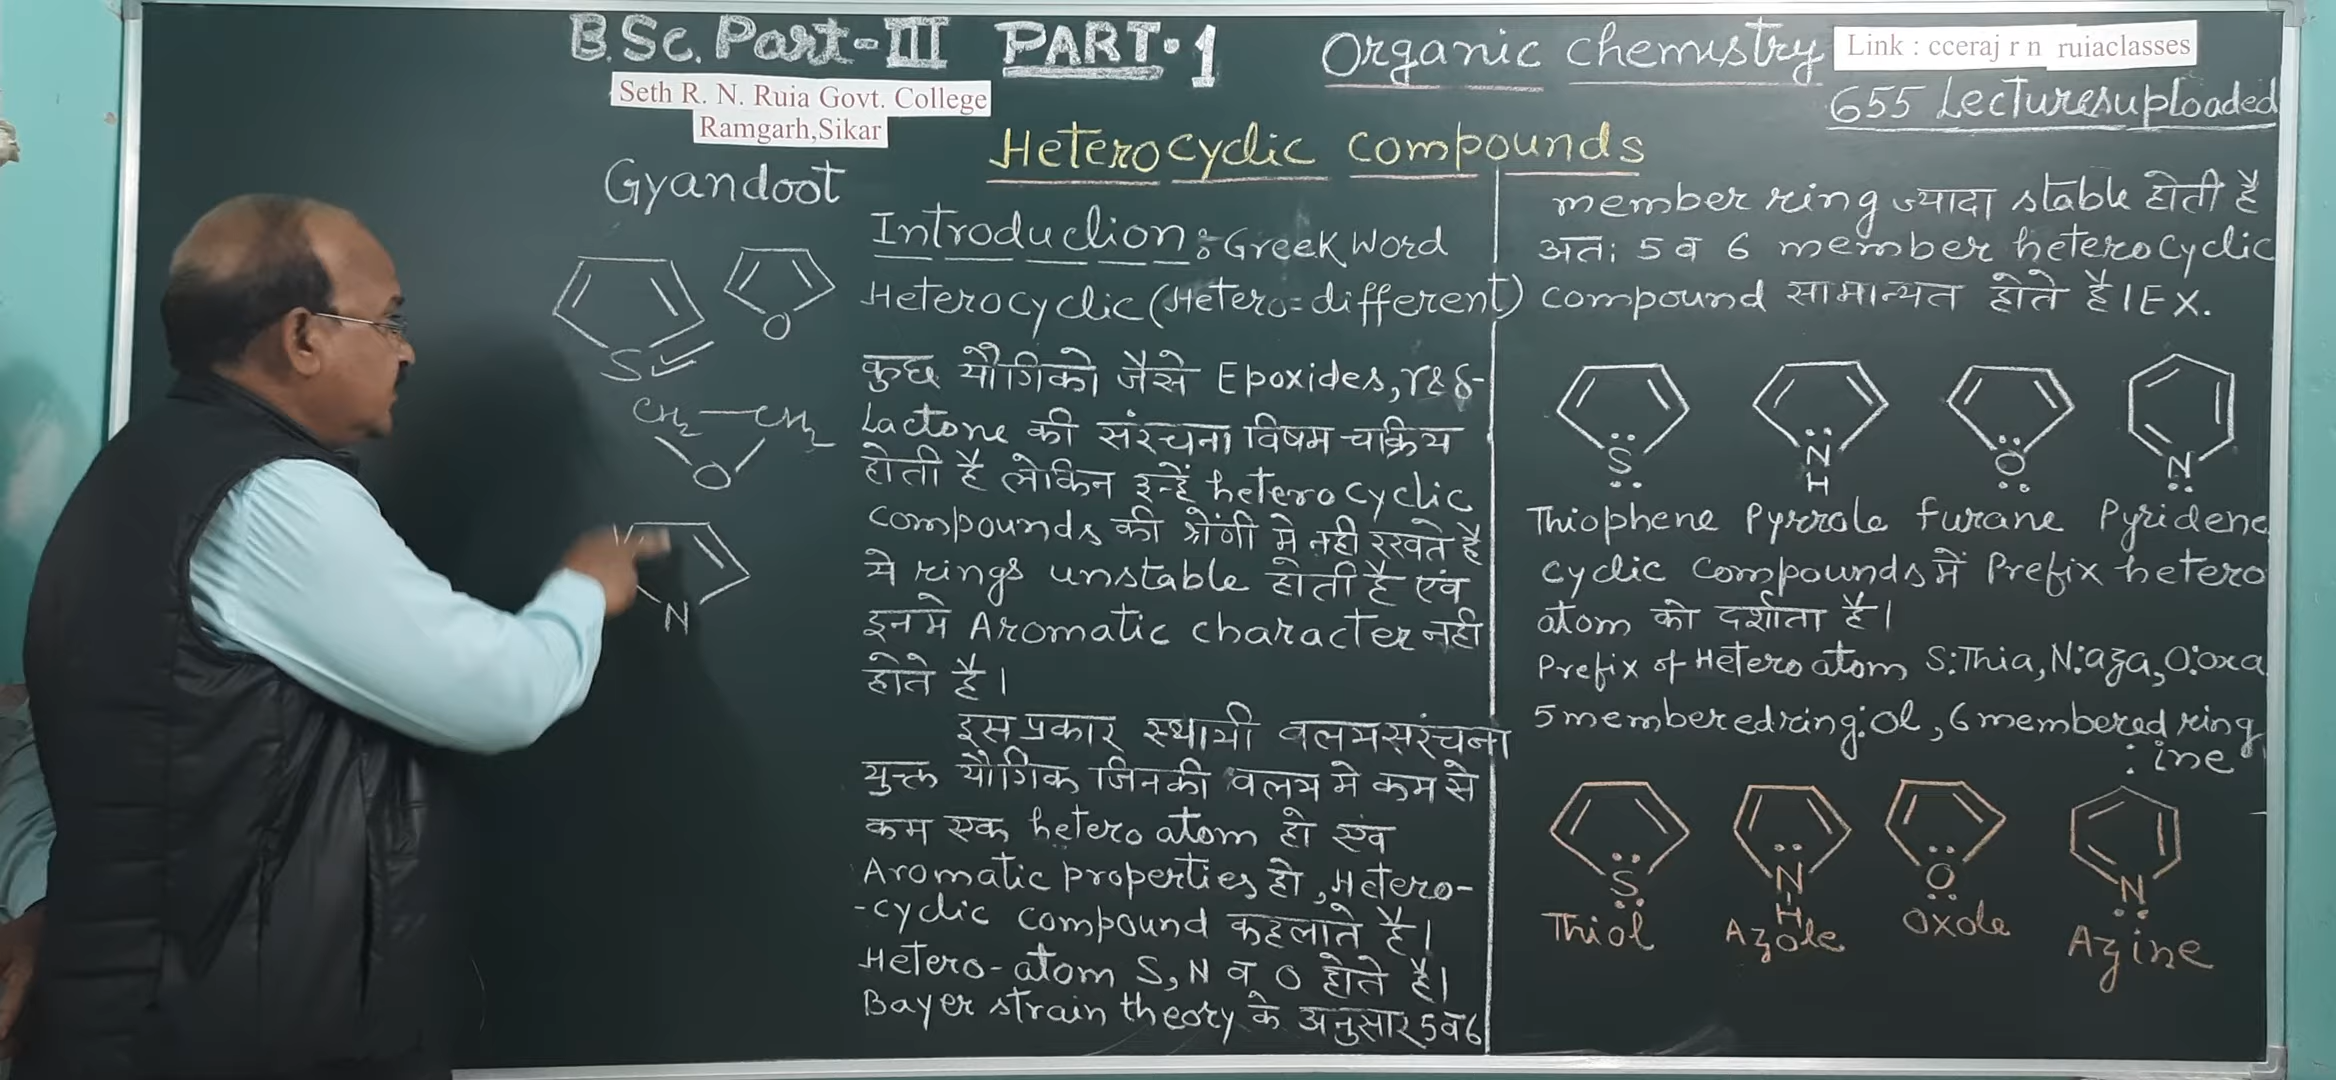 B.Sc. Part-III PART-1 Organic chemistry
Link : cceraj r n ruiaclasses
Seth R. N. Ruia Govt. College
Ramgarh,Sikar
655 Lectures uploaded
Heterocyclic compounds
Gyandoot
S
O
CH2 — CH2
O
N
Introduction: Greek Word
Heterocyclic (Hetero=different)
कुछ यौगिको जैसे Epoxides, γ & δ-
Lactone की संरचना विषम चक्रिय
होती है लेकिन इन्हें heterocyclic
compounds की श्रेणी मे नही रखते है
ये rings unstable होती है एवं
इनमे Aromatic character नही
होते है।
इस प्रकार स्थायी वलय संरचना
युक्त यौगिक जिनकी वलय मे कम से
कम एक hetero atom हो एंव
Aromatic properties हो, Hetero-
-cyclic compound कहलाते है।
Hetero-atom S, N व O होते है।
Bayer strain theory के अनुसार 5 व 6
member ring ज्यादा stable होती है
अतः 5 व 6 member heterocyclic
compound सामान्यत होते है। EX.
S N H O N
Thiophene Pyrrole furane Pyridene
cyclic compounds में Prefix hetero
atom को दर्शाता है।
Prefix of Hetero atom S:Thia, N:aza, O:oxa
5 membered ring: ol, 6 membered ring
: ine
S N H O N
Thiol Azole Oxole Azine